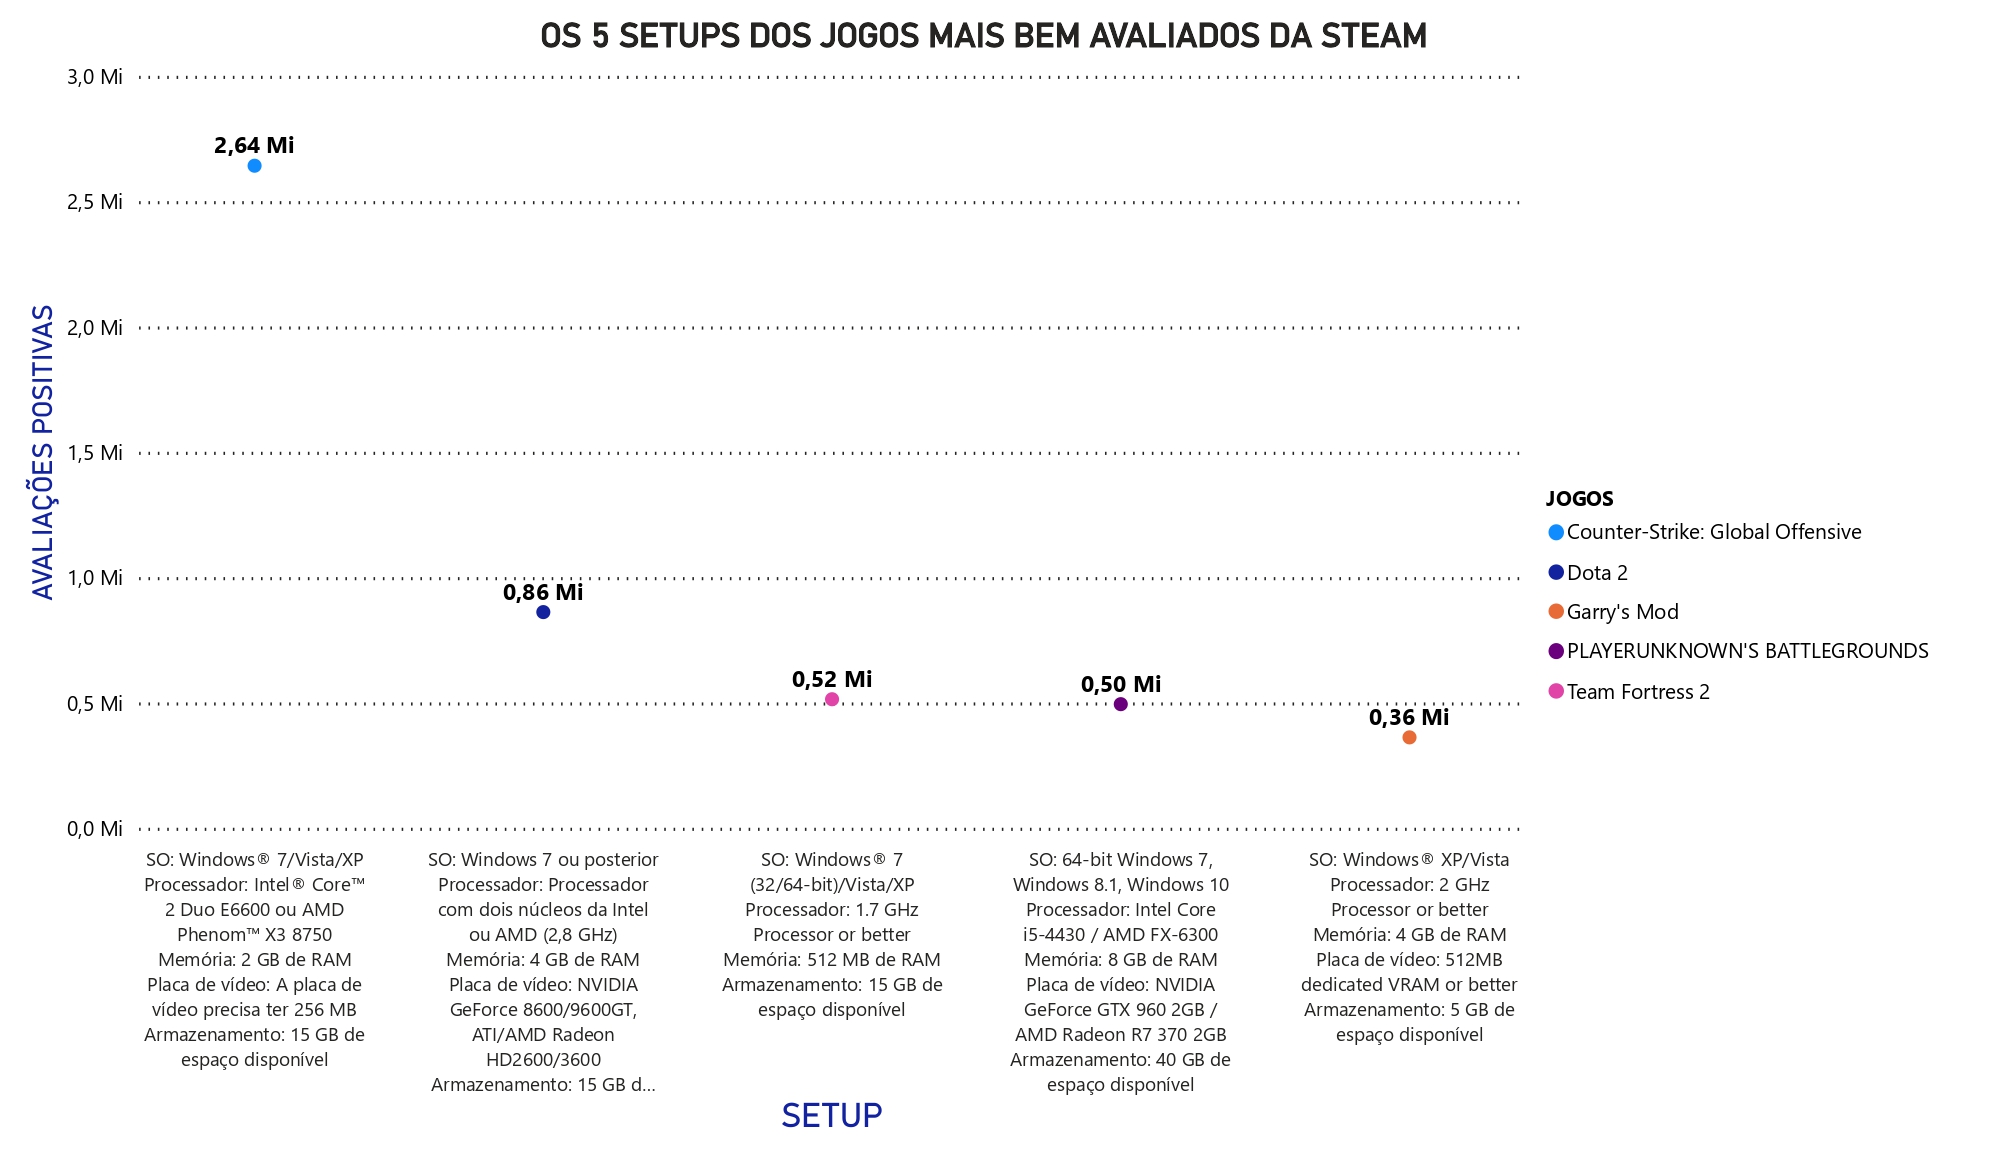 OS 5 SETUPS DOS JOGOS MAIS BEM AVALIADOS DA STEAM
AVALIAÇÕES POSITIVAS
3,0 Mi
2,5 Mi
2,0 Mi
1,5 Mi
1,0 Mi
0,5 Mi
0,0 Mi
2,64 Mi
0,86 Mi
0,52 Mi
0,50 Mi
0,36 Mi
SO: Windows® 7/Vista/XP
Processador: Intel® Core™
2 Duo E6600 ou AMD
Phenom™ X3 8750
Memória: 2 GB de RAM
Placa de vídeo: A placa de
vídeo precisa ter 256 MB
Armazenamento: 15 GB de
espaço disponível
SO: Windows 7 ou posterior
Processador: Processador
com dois núcleos da Intel
ou AMD (2,8 GHz)
Memória: 4 GB de RAM
Placa de vídeo: NVIDIA
GeForce 8600/9600GT,
ATI/AMD Radeon
HD2600/3600
Armazenamento: 15 GB d...
SO: Windows® 7
(32/64-bit)/Vista/XP
Processador: 1.7 GHz
Processor or better
Memória: 512 MB de RAM
Armazenamento: 15 GB de
espaço disponível
SO: 64-bit Windows 7,
Windows 8.1, Windows 10
Processador: Intel Core
i5-4430 / AMD FX-6300
Memória: 8 GB de RAM
Placa de vídeo: NVIDIA
GeForce GTX 960 2GB /
AMD Radeon R7 370 2GB
Armazenamento: 40 GB de
espaço disponível
SO: Windows® XP/Vista
Processador: 2 GHz
Processor or better
Memória: 4 GB de RAM
Placa de vídeo: 512MB
dedicated VRAM or better
Armazenamento: 5 GB de
espaço disponível
SETUP
JOGOS
Counter-Strike: Global Offensive
Dota 2
Garry's Mod
PLAYERUNKNOWN'S BATTLEGROUNDS
Team Fortress 2